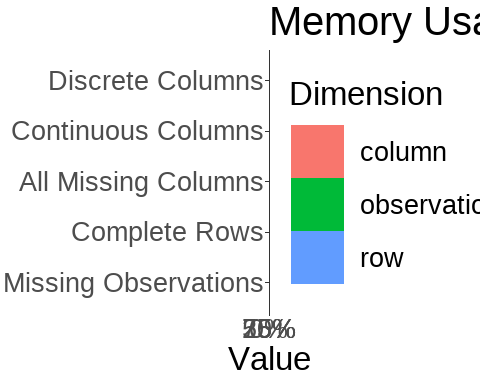 Memory Usa
Discrete Columns
Continuous Columns
All Missing Columns
Complete Rows
Missing Observations
Dimension
column
observatio
row
Value